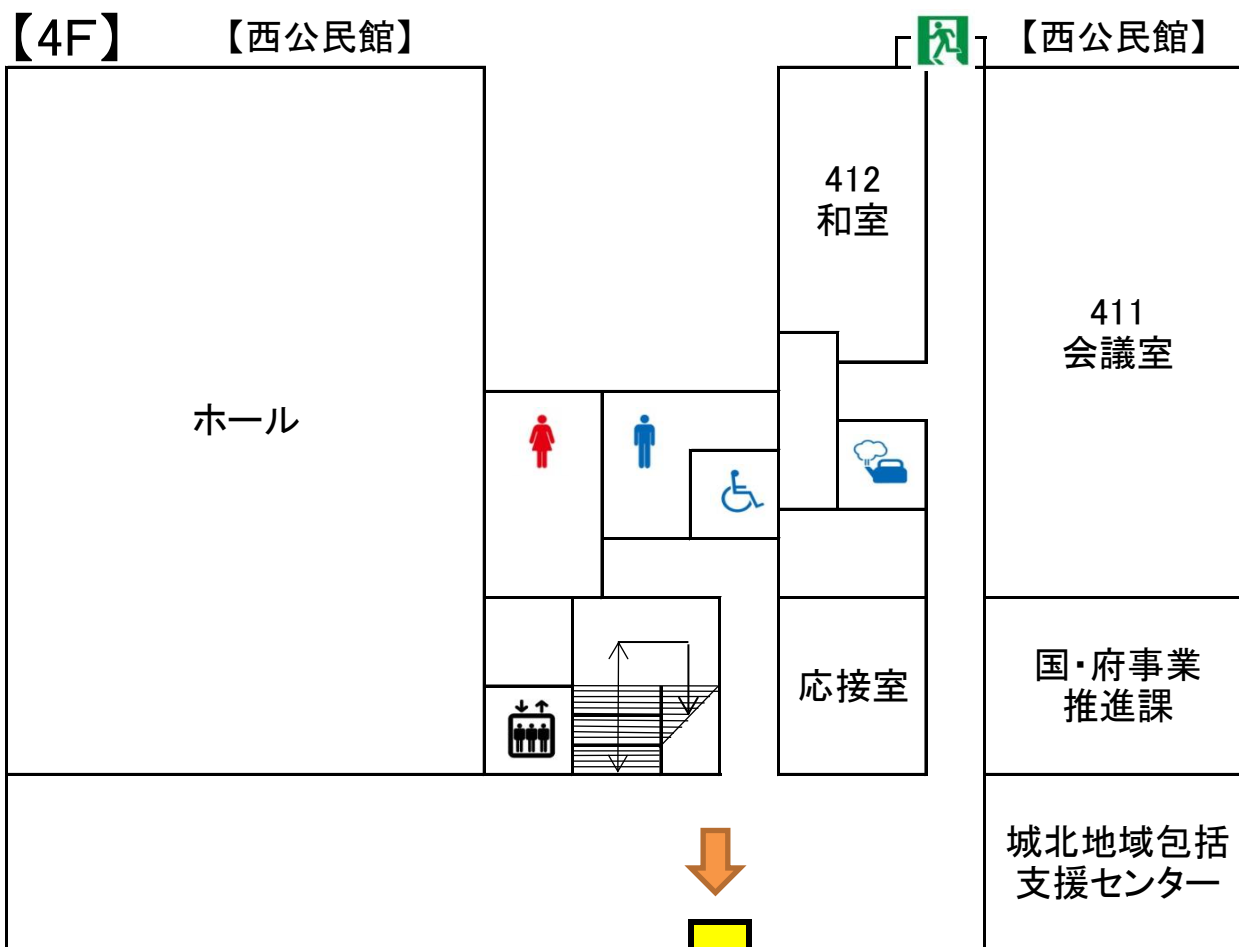 【4F】
【西公民館】
【西公民館】
412
和室
411
会議室
ホール
応接室
国・府事業
推進課
城北地域包括
支援センター